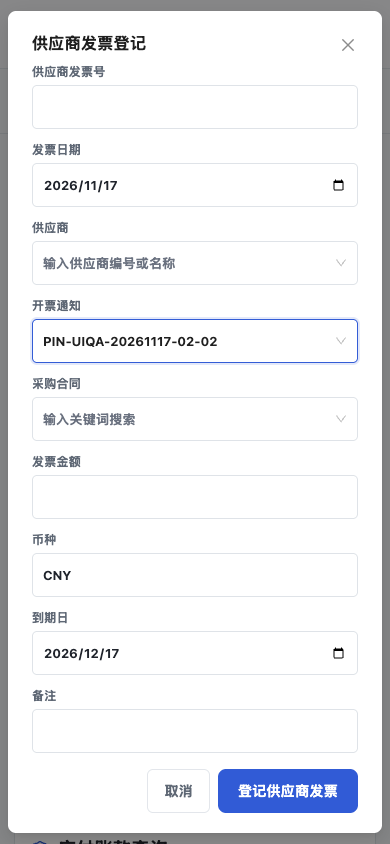 供应商发票登记
供应商发票号
发票日期
2026/11/17
供应商
输入供应商编号或名称
开票通知
PIN-UIQA-20261117-02-02
采购合同
输入关键词搜索
发票金额
币种
CNY
到期日
2026/12/17
备注
取消
登记供应商发票